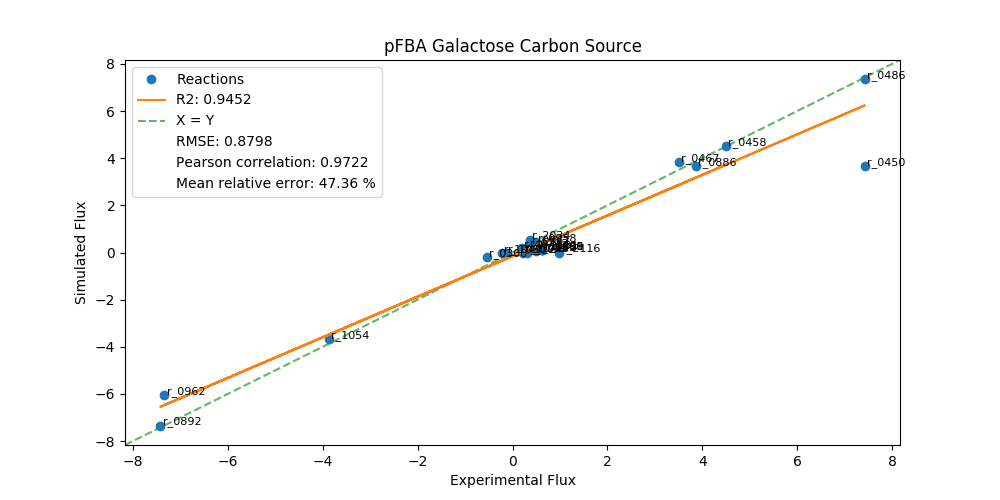 pFBA Galactose Carbon Source
Reactions
R2: 0.9452
X = Y
RMSE: 0.8798
Pearson correlation: 0.9722
Mean relative error: 47.36 %
8
6
4
2
0
−2
−4
−6
−8
Simulated Flux
r_0486
r_0458
r_0467
r_0886
r_0450
r_2034
r_1054
r_0962
r_0892
−8
−6
−4
−2
0
2
4
6
8
Experimental Flux